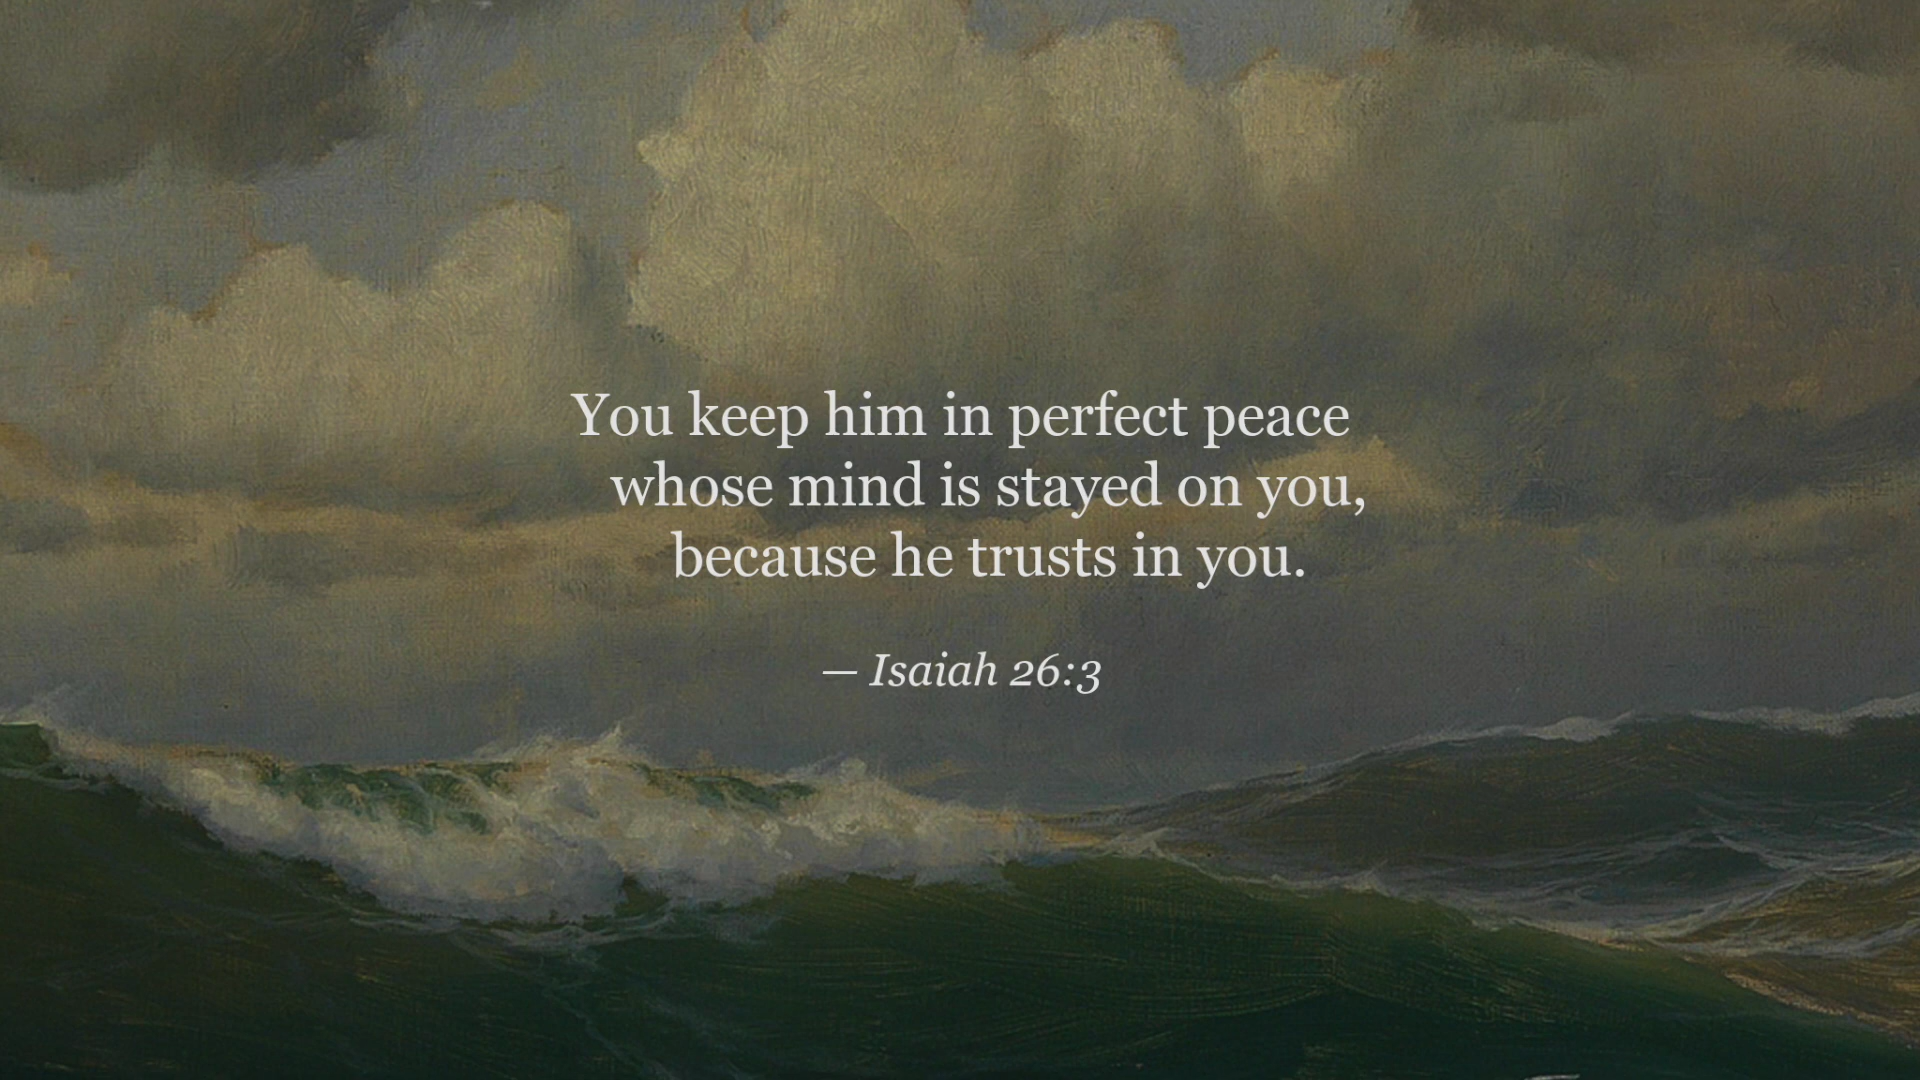 You keep him in perfect peace
whose mind is stayed on you,
because he trusts in you.
— Isaiah 26:3